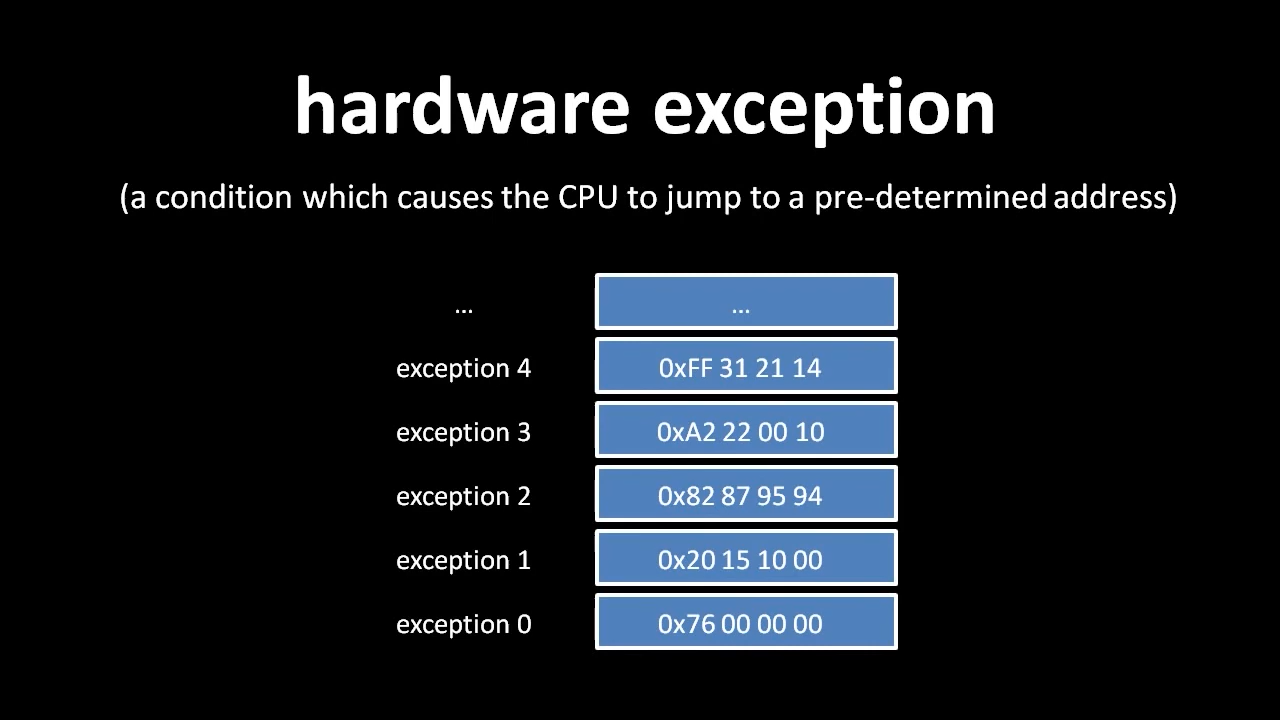 hardware exception
(a condition which causes the CPU to jump to a pre-determined address)
... ...
exception 4 0xFF 31 21 14
exception 3 0xA2 22 00 10
exception 2 0x82 87 95 94
exception 1 0x20 15 10 00
exception 0 0x76 00 00 00